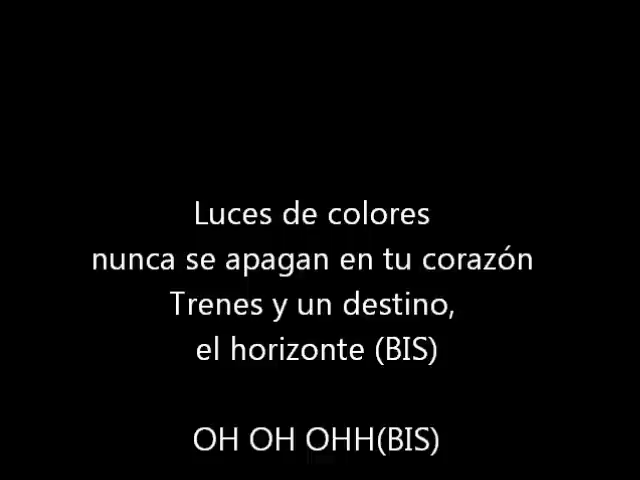 Luces de colores
nunca se apagan en tu corazón
Trenes y un destino,
el horizonte (BIS)
OH OH OHH(BIS)